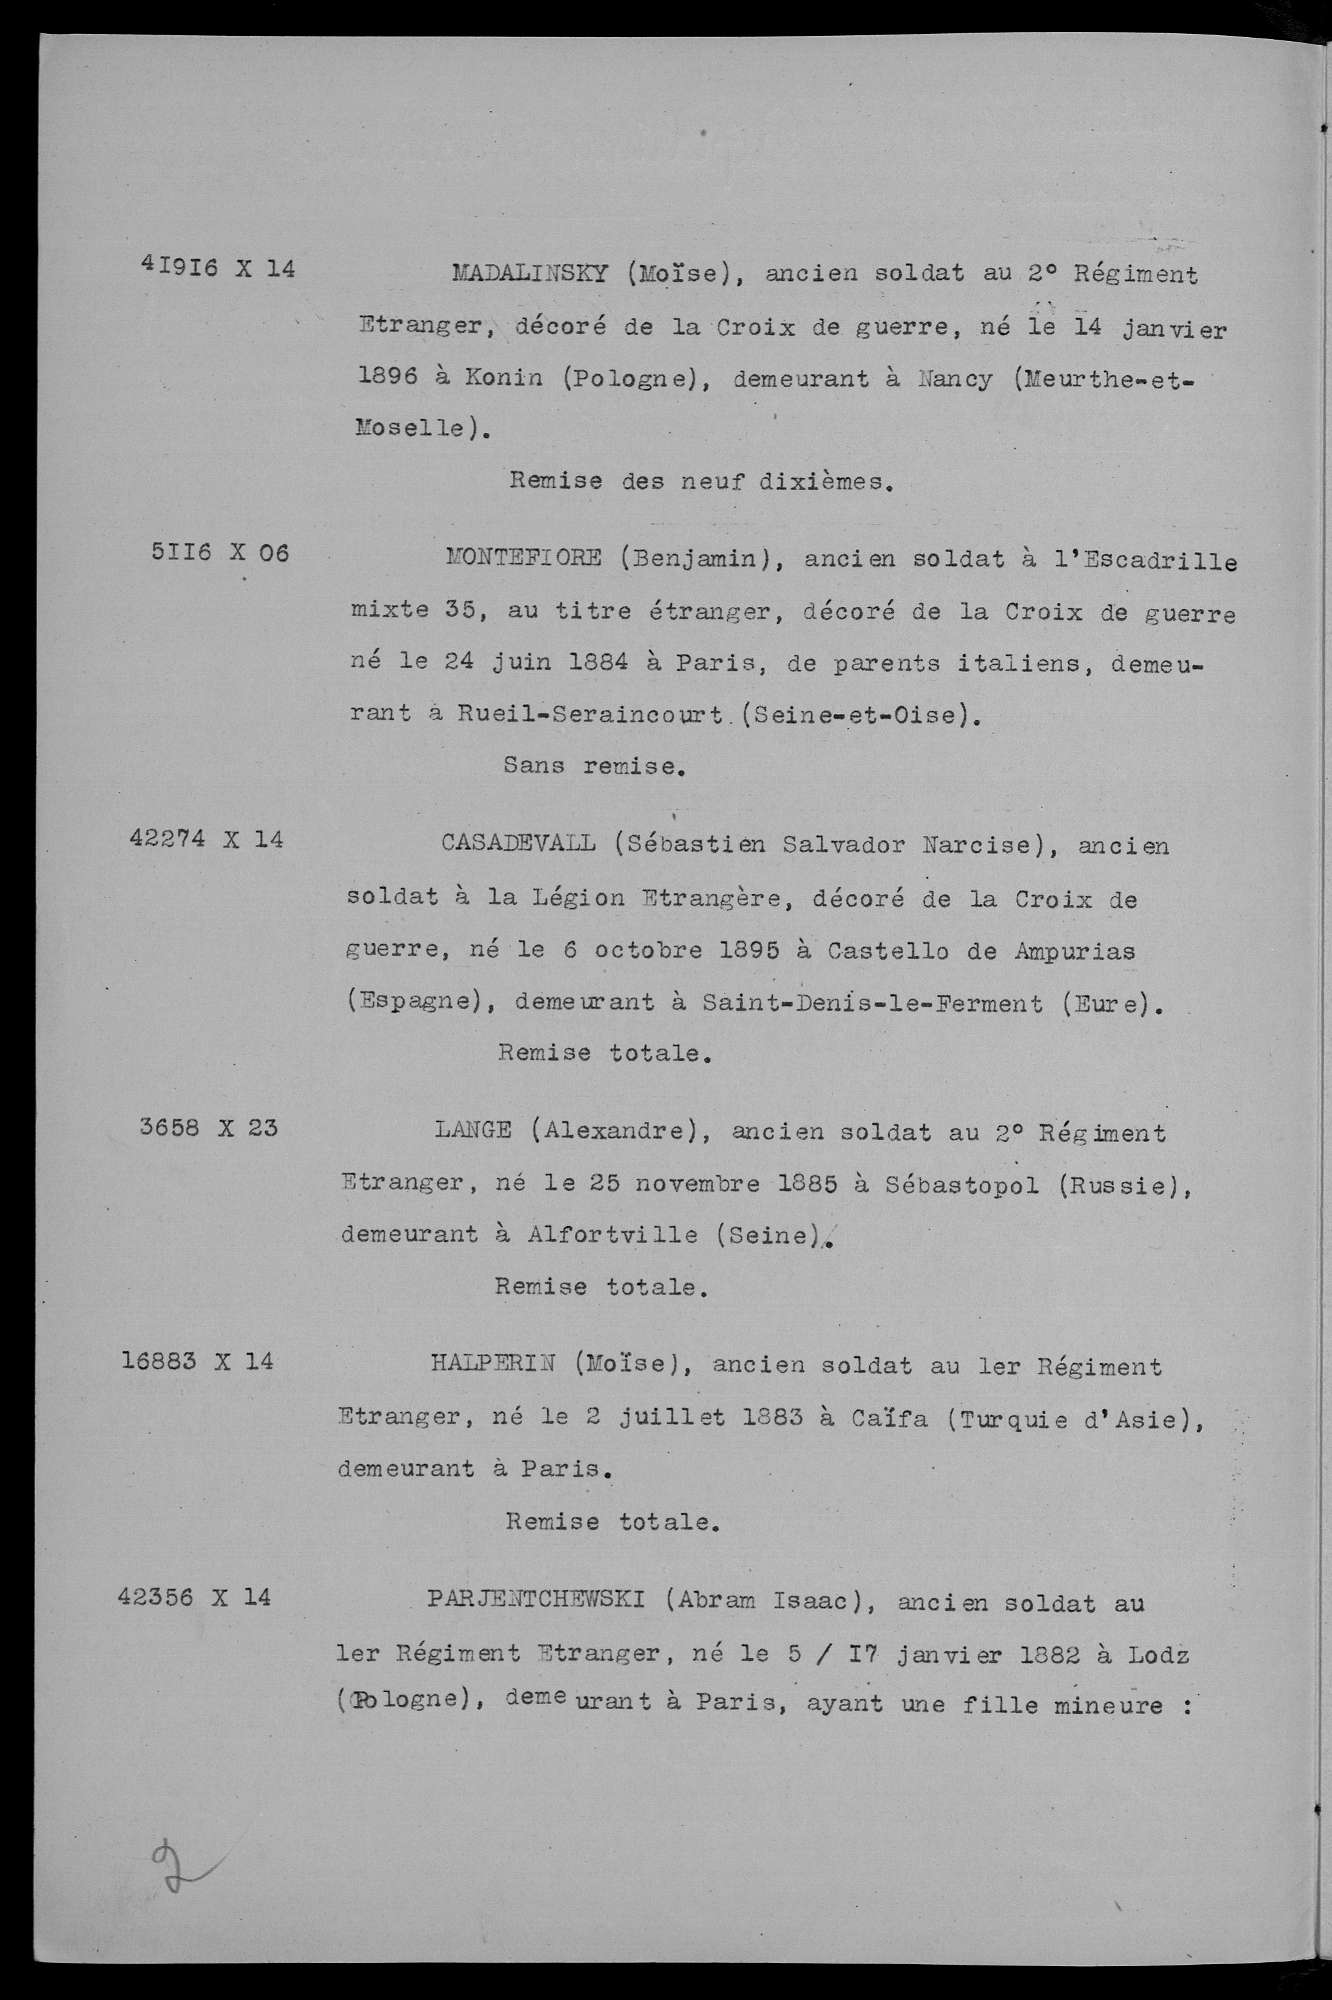 4I9I6 X 14
MADALINSKY (Moïse), ancien soldat au 2° Régiment
Etranger, décoré de la Croix de guerre, né le 14 janvier
1896 à Konin (Pologne), demeurant à Nancy (Meurthe-et-
Moselle).
Remise des neuf dixièmes.
5II6 X 06
MONTEFIORE (Benjamin), ancien soldat à l'Escadrille
mixte 35, au titre étranger, décoré de la Croix de guerre
né le 24 juin 1884 à Paris, de parents italiens, demeu-
rant à Rueil-Seraincourt (Seine-et-Oise).
Sans remise.
42274 X 14
CASADEVALL (Sébastien Salvador Narcise), ancien
soldat à la Légion Etrangère, décoré de la Croix de
guerre, né le 6 octobre 1895 à Castello de Ampurias
(Espagne), demeurant à Saint-Denis-le-Ferment (Eure).
Remise totale.
3658 X 23
LANGE (Alexandre), ancien soldat au 2° Régiment
Etranger, né le 25 novembre 1885 à Sébastopol (Russie),
demeurant à Alfortville (Seine).
Remise totale.
16883 X 14
HALPERIN (Moïse), ancien soldat au 1er Régiment
Etranger, né le 2 juillet 1883 à Caïfa (Turquie d'Asie),
demeurant à Paris.
Remise totale.
42356 X 14
PARJENTCHEWSKI (Abram Isaac), ancien soldat au
1er Régiment Etranger, né le 5 / I7 janvier 1882 à Lodz
(Pologne), demeurant à Paris, ayant une fille mineure :
2